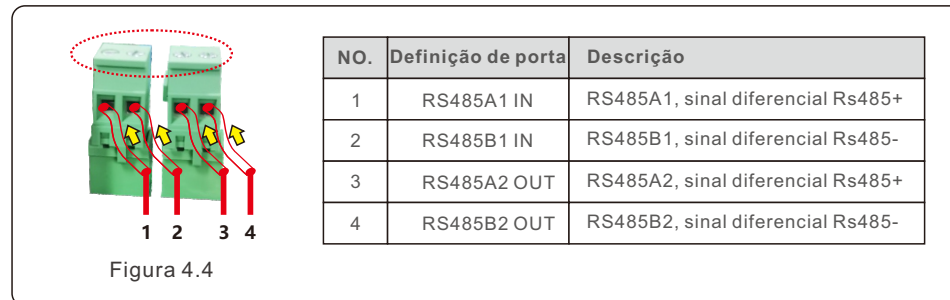 NO. Definição de porta Descrição
1 RS485A1 IN RS485A1, sinal diferencial Rs485+
2 RS485B1 IN RS485B1, sinal diferencial Rs485-
3 RS485A2 OUT RS485A2, sinal diferencial Rs485+
4 RS485B2 OUT RS485B2, sinal diferencial Rs485-
1 2 3 4
Figura 4.4